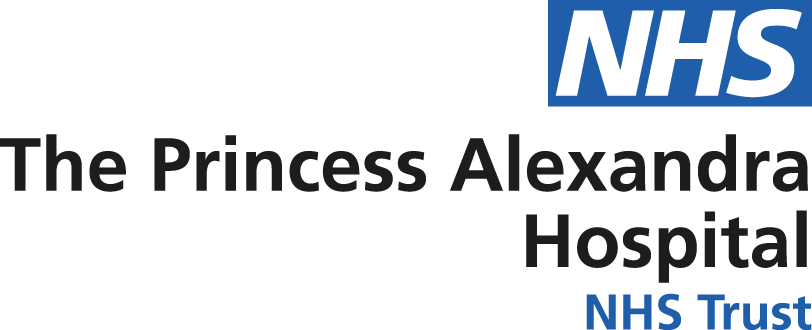 NHS
The Princess Alexandra
Hospital
NHS Trust